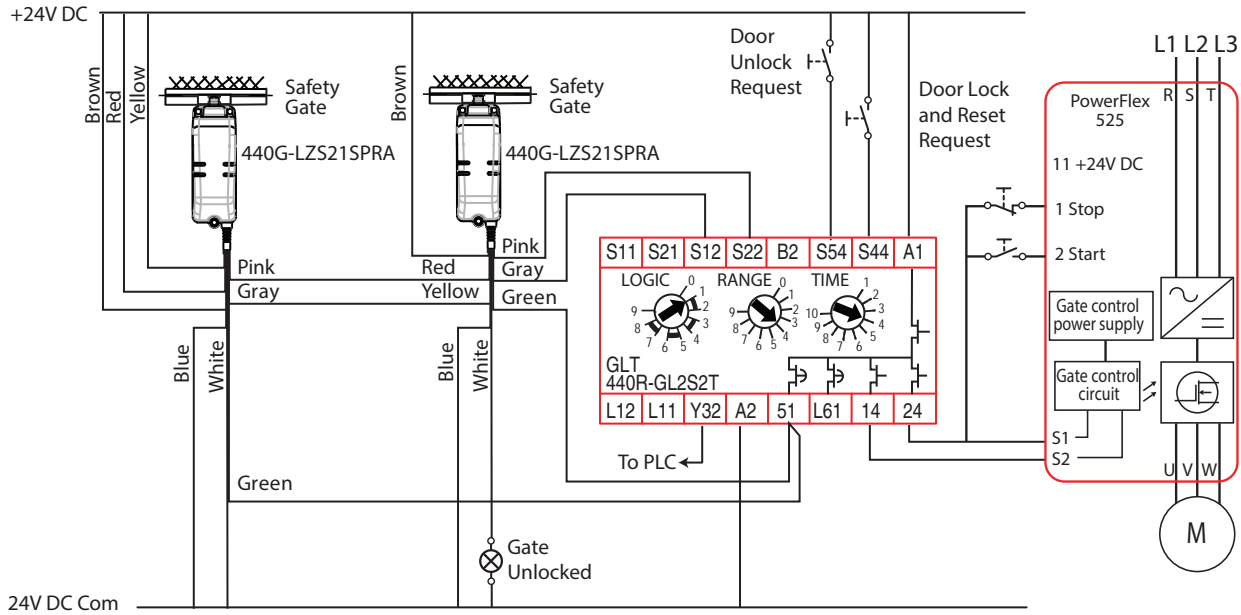 +24V DC
Brown
Red
Yellow
Safety
Gate
440G-LZS21SPRA
Brown
Safety
Gate
440G-LZS21SPRA
Door
Unlock
Request
Door Lock
and Reset
Request
L1 L2 L3
R S T
PowerFlex
525
11 +24V DC
1 Stop
2 Start
Gate control
power supply
Gate control
circuit
S1
S2
U V W
M
Pink
Gray
Red
Yellow
Pink
Gray
Green
Blue
White
Blue
White
Green
S11 S21 S12 S22 B2 S54 S44 A1
LOGIC
0 1 2 3 4 5 6 7 8 9
RANGE
0 1 2 3 4 5 6 7 8 9
TIME
1 2 3 4 5 6 7 8 9 10
GLT
440R-GL2S2T
L12 L11 Y32 A2 51 L61 14 24
To PLC
Gate
Unlocked
24V DC Com